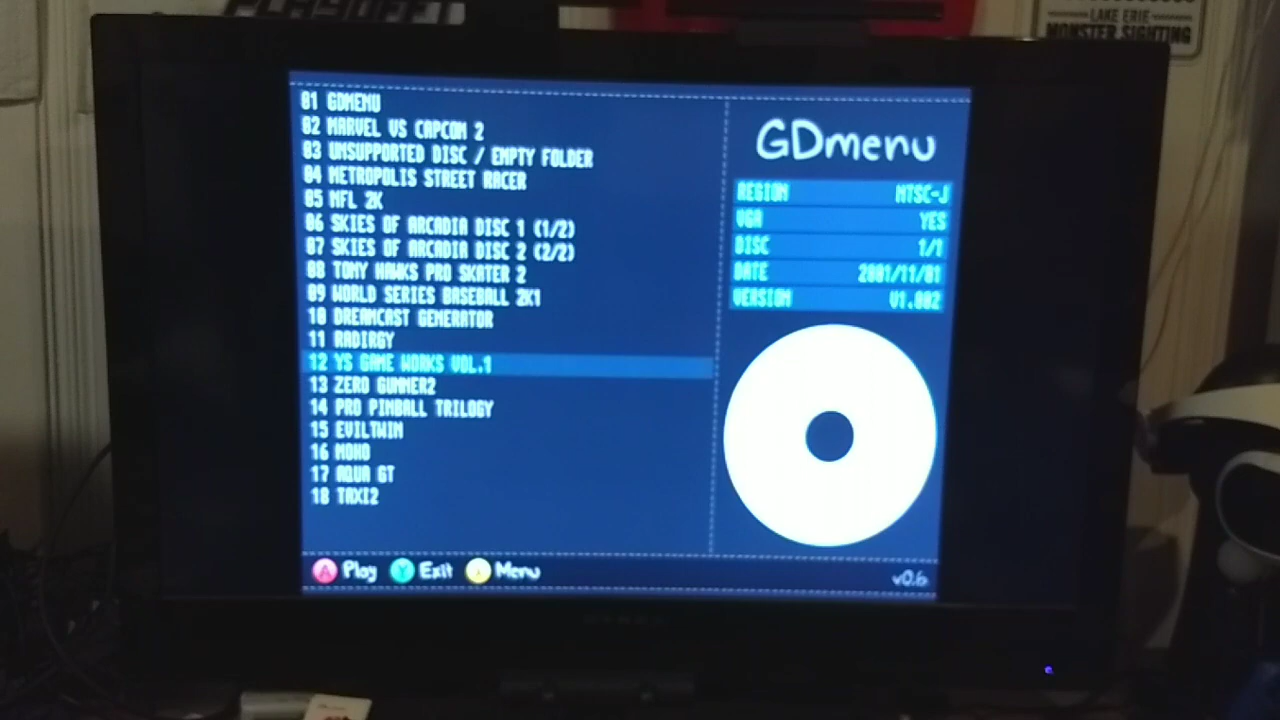 LAKE ERIE
MONSTER SIGHTING
01 GDMENU
02 MARVEL VS CAPCOM 2
03 UNSUPPORTED DISC / EMPTY FOLDER
04 METROPOLIS STREET RACER
05 NFL 2K
06 SKIES OF ARCADIA DISC 1 (1/2)
07 SKIES OF ARCADIA DISC 2 (2/2)
08 TONY HAWKS PRO SKATER 2
09 WORLD SERIES BASEBALL 2K1
10 DREAMCAST GENERATOR
11 RADIRGY
12 YS GAME WORKS VOL.1
13 ZERO GUNNER2
14 PRO PINBALL TRILOGY
15 EVILTWIN
16 MOHO
17 AQUA GT
18 TAXI2
GDmenu
REGION NTSC-J
VGA YES
DISC 1/1
DATE 2001/11/01
VERSION V1.002
A Play Y Exit Menu
v0.6